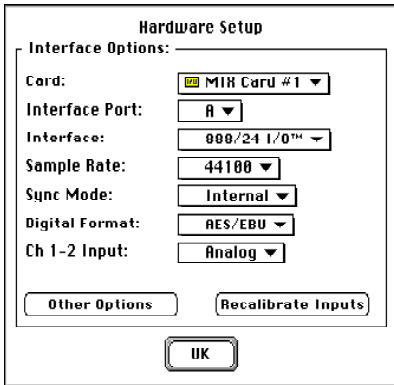 Hardware Setup
Interface Options:
Card: MIX Card #1
Interface Port: A
Interface: 888/24 I/O™
Sample Rate: 44100
Sync Mode: Internal
Digital Format: AES/EBU
Ch 1-2 Input: Analog
Other Options Recalibrate Inputs
UK